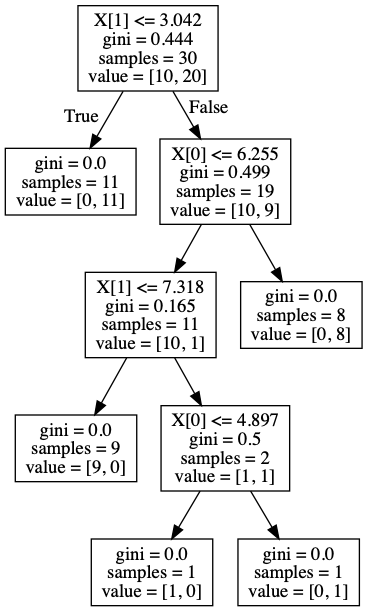 X[1] <= 3.042
gini = 0.444
samples = 30
value = [10, 20]
True
False
gini = 0.0
samples = 11
value = [0, 11]
X[0] <= 6.255
gini = 0.499
samples = 19
value = [10, 9]
X[1] <= 7.318
gini = 0.165
samples = 11
value = [10, 1]
gini = 0.0
samples = 8
value = [0, 8]
gini = 0.0
samples = 9
value = [9, 0]
X[0] <= 4.897
gini = 0.5
samples = 2
value = [1, 1]
gini = 0.0
samples = 1
value = [1, 0]
gini = 0.0
samples = 1
value = [0, 1]